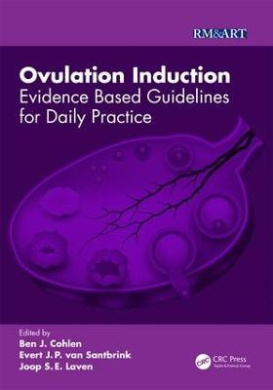 RM&ART
Ovulation Induction
Evidence Based Guidelines
for Daily Practice
Edited by
Ben J. Cohlen
Evert J. P. van Santbrink
Joop S. E. Laven
CRC Press
Taylor & Francis Group